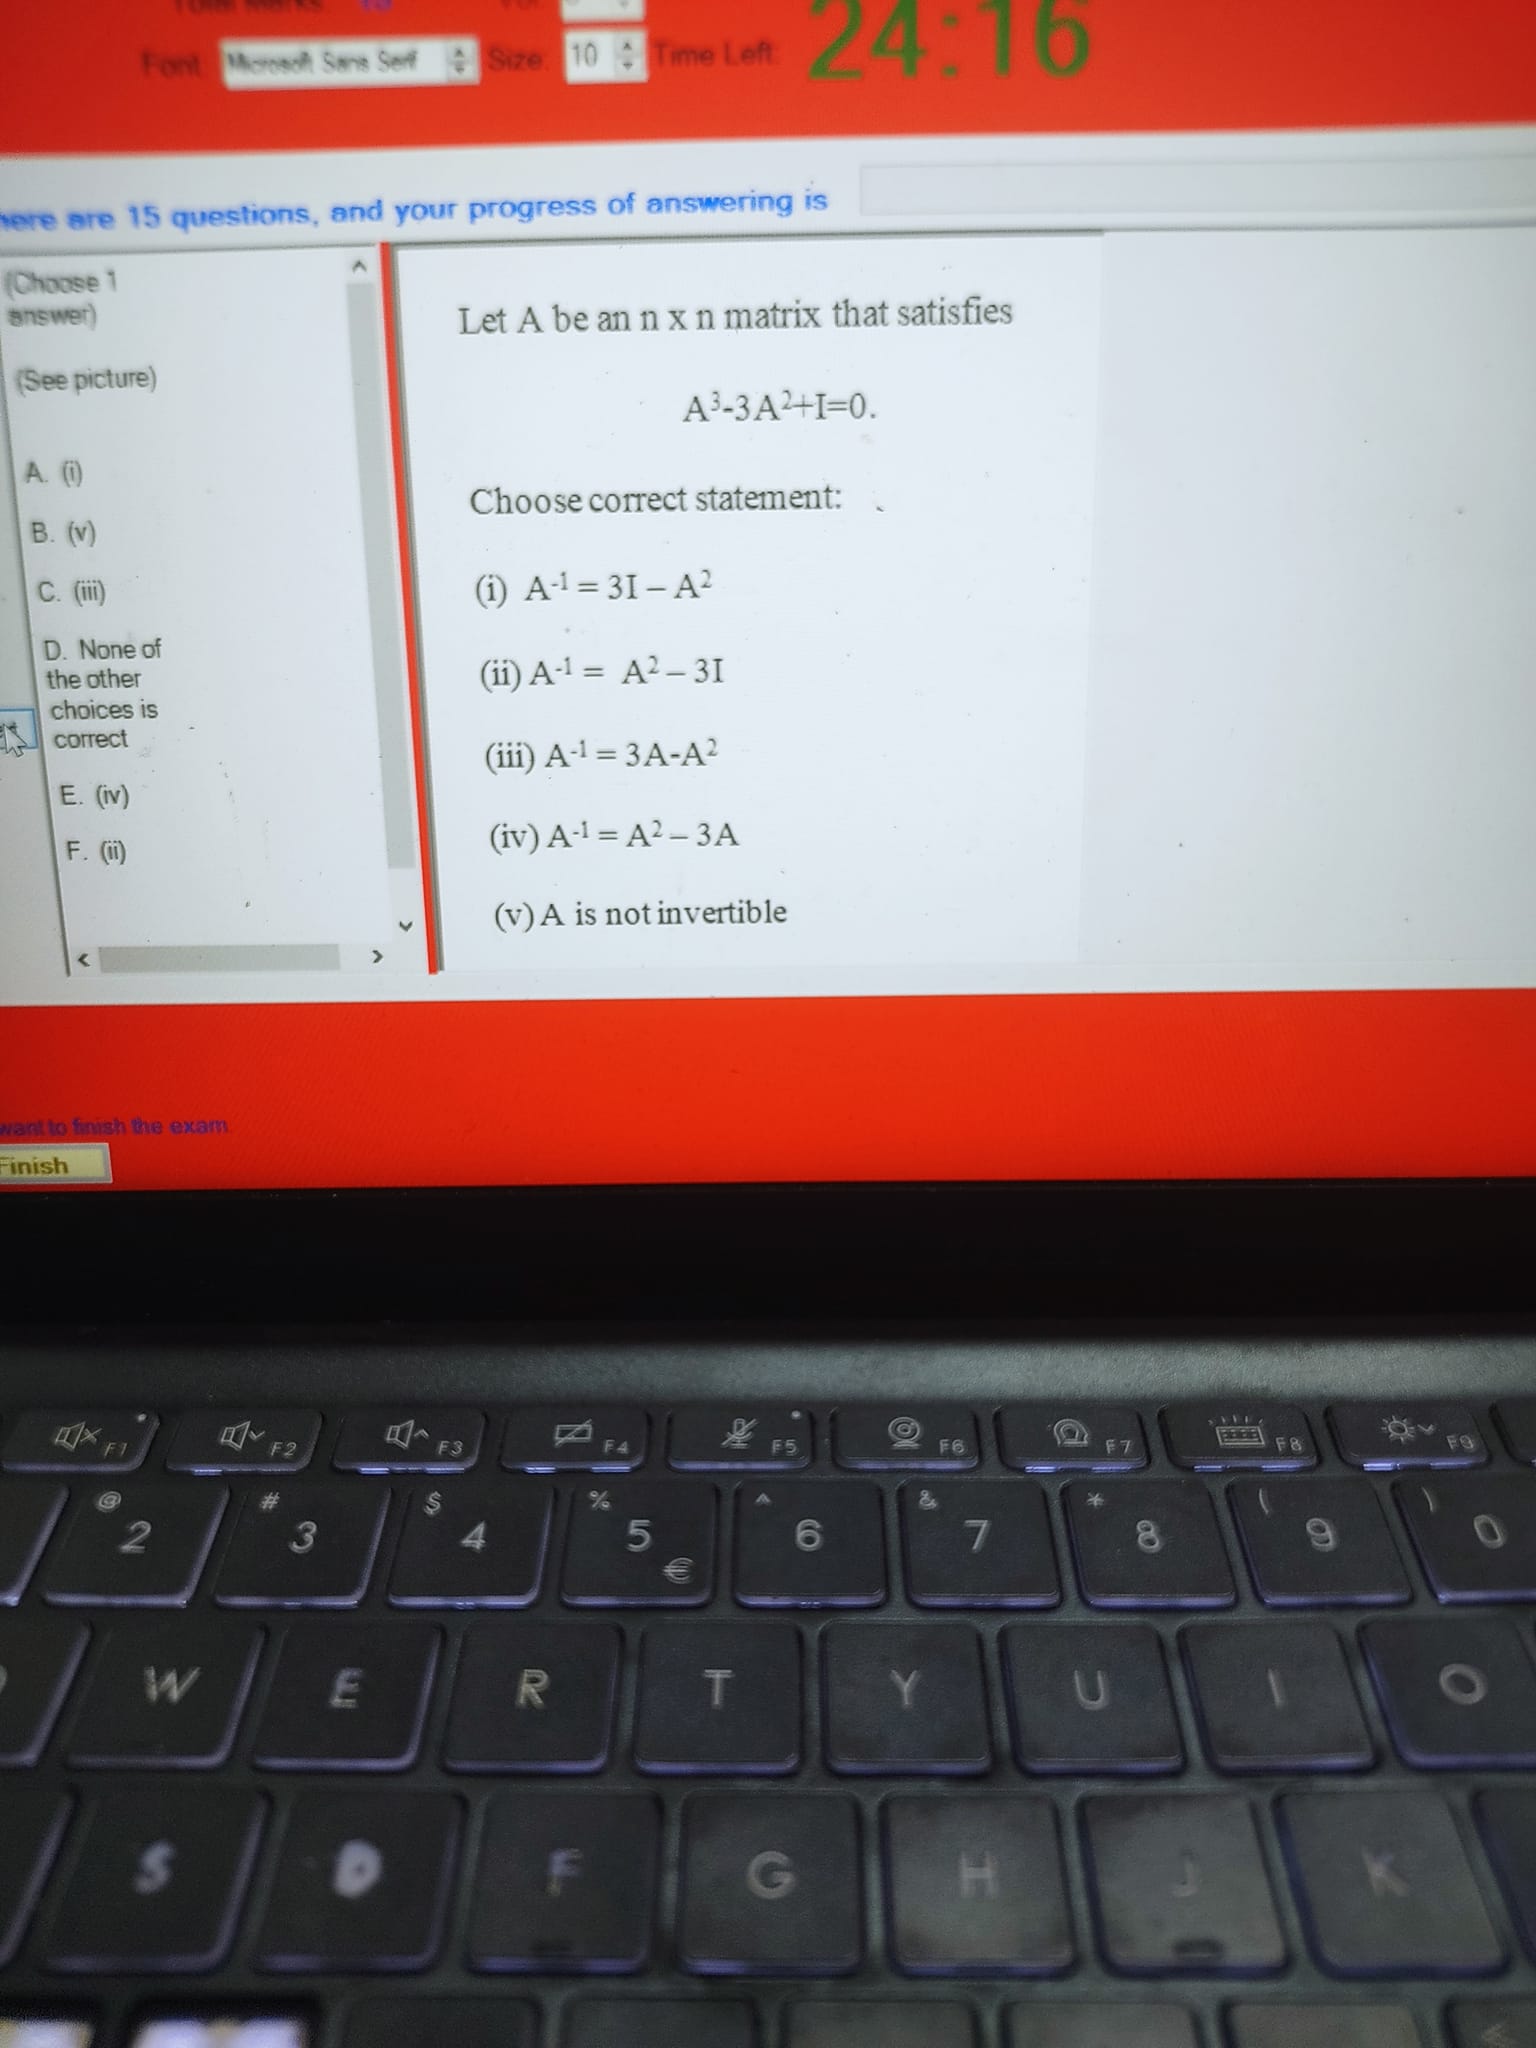 Total Marks
Font Microsoft Sans Serif Size: 10 Time Left: 24:16
here are 15 questions, and your progress of answering is
(Choose 1
answer)
(See picture)
A. (i)
B. (v)
C. (iii)
D. None of
the other
choices is
correct
E. (iv)
F. (ii)
Let A be an n x n matrix that satisfies
A³-3A²+I=0.
Choose correct statement:
(i) A⁻¹ = 3I – A²
(ii) A⁻¹ = A² – 3I
(iii) A⁻¹ = 3A-A²
(iv) A⁻¹ = A² – 3A
(v) A is not invertible
want to finish the exam
Finish
F1 F2 F3 F4 F5 F6 F7 F8 F9
@ # $ % ^ & * ( )
2 3 4 5 € 6 7 8 9 0
W E R T Y U I O
S D F G H J K